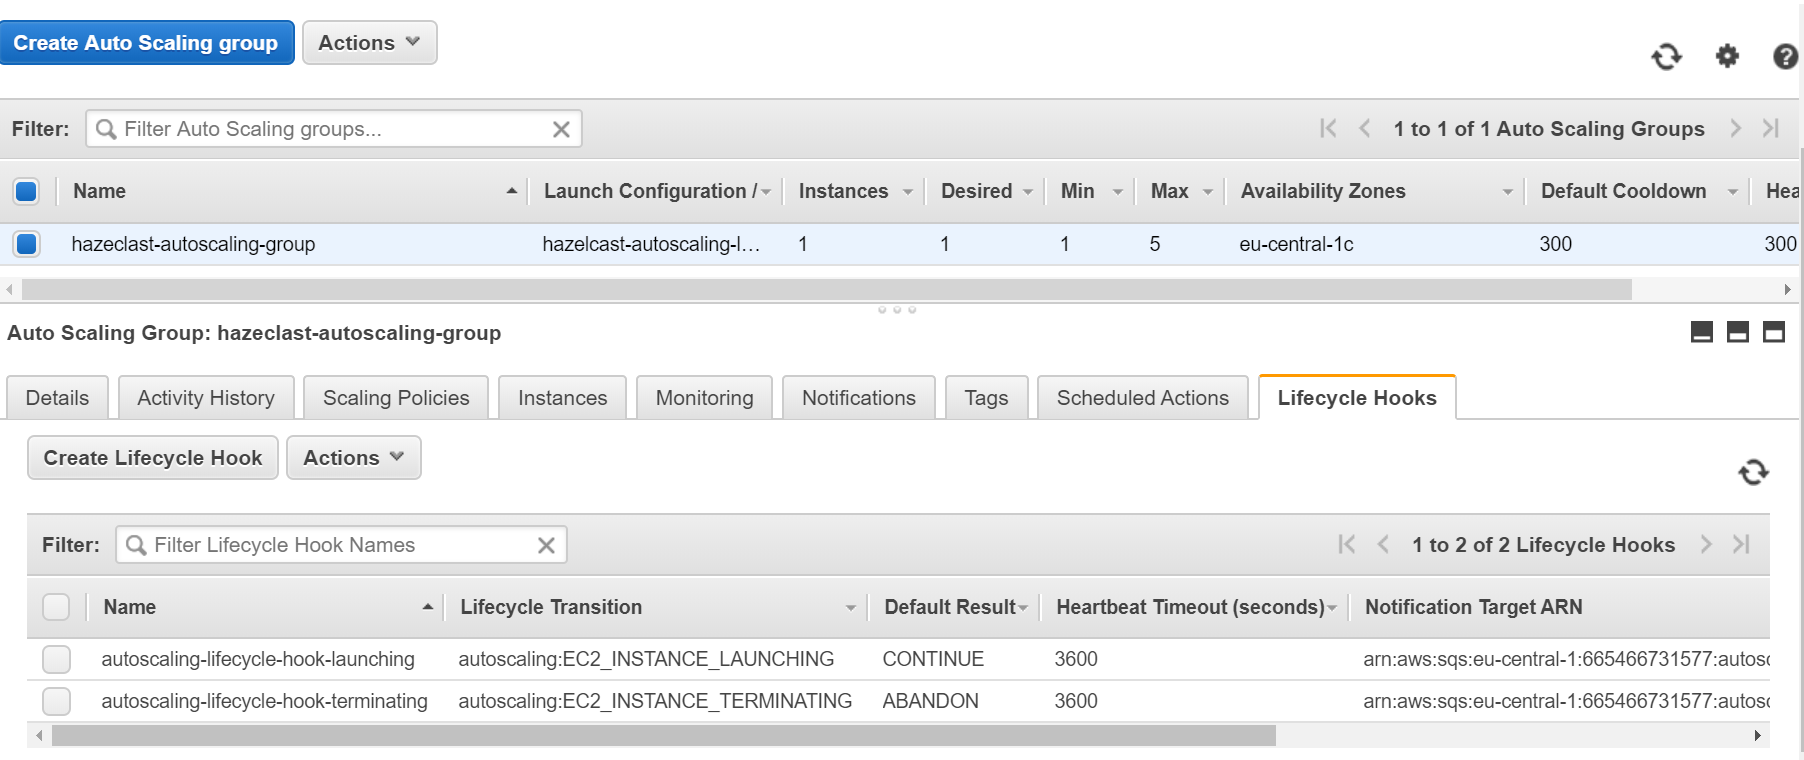 Create Auto Scaling group Actions
Filter: Filter Auto Scaling groups... 1 to 1 of 1 Auto Scaling Groups
Name Launch Configuration / Instances Desired Min Max Availability Zones Default Cooldown Hea
hazeclast-autoscaling-group hazelcast-autoscaling-l... 1 1 1 5 eu-central-1c 300 300
Auto Scaling Group: hazeclast-autoscaling-group
Details Activity History Scaling Policies Instances Monitoring Notifications Tags Scheduled Actions Lifecycle Hooks
Create Lifecycle Hook Actions
Filter: Filter Lifecycle Hook Names 1 to 2 of 2 Lifecycle Hooks
Name Lifecycle Transition Default Result Heartbeat Timeout (seconds) Notification Target ARN
autoscaling-lifecycle-hook-launching autoscaling:EC2_INSTANCE_LAUNCHING CONTINUE 3600 arn:aws:sqs:eu-central-1:665466731577:autosc
autoscaling-lifecycle-hook-terminating autoscaling:EC2_INSTANCE_TERMINATING ABANDON 3600 arn:aws:sqs:eu-central-1:665466731577:autosc